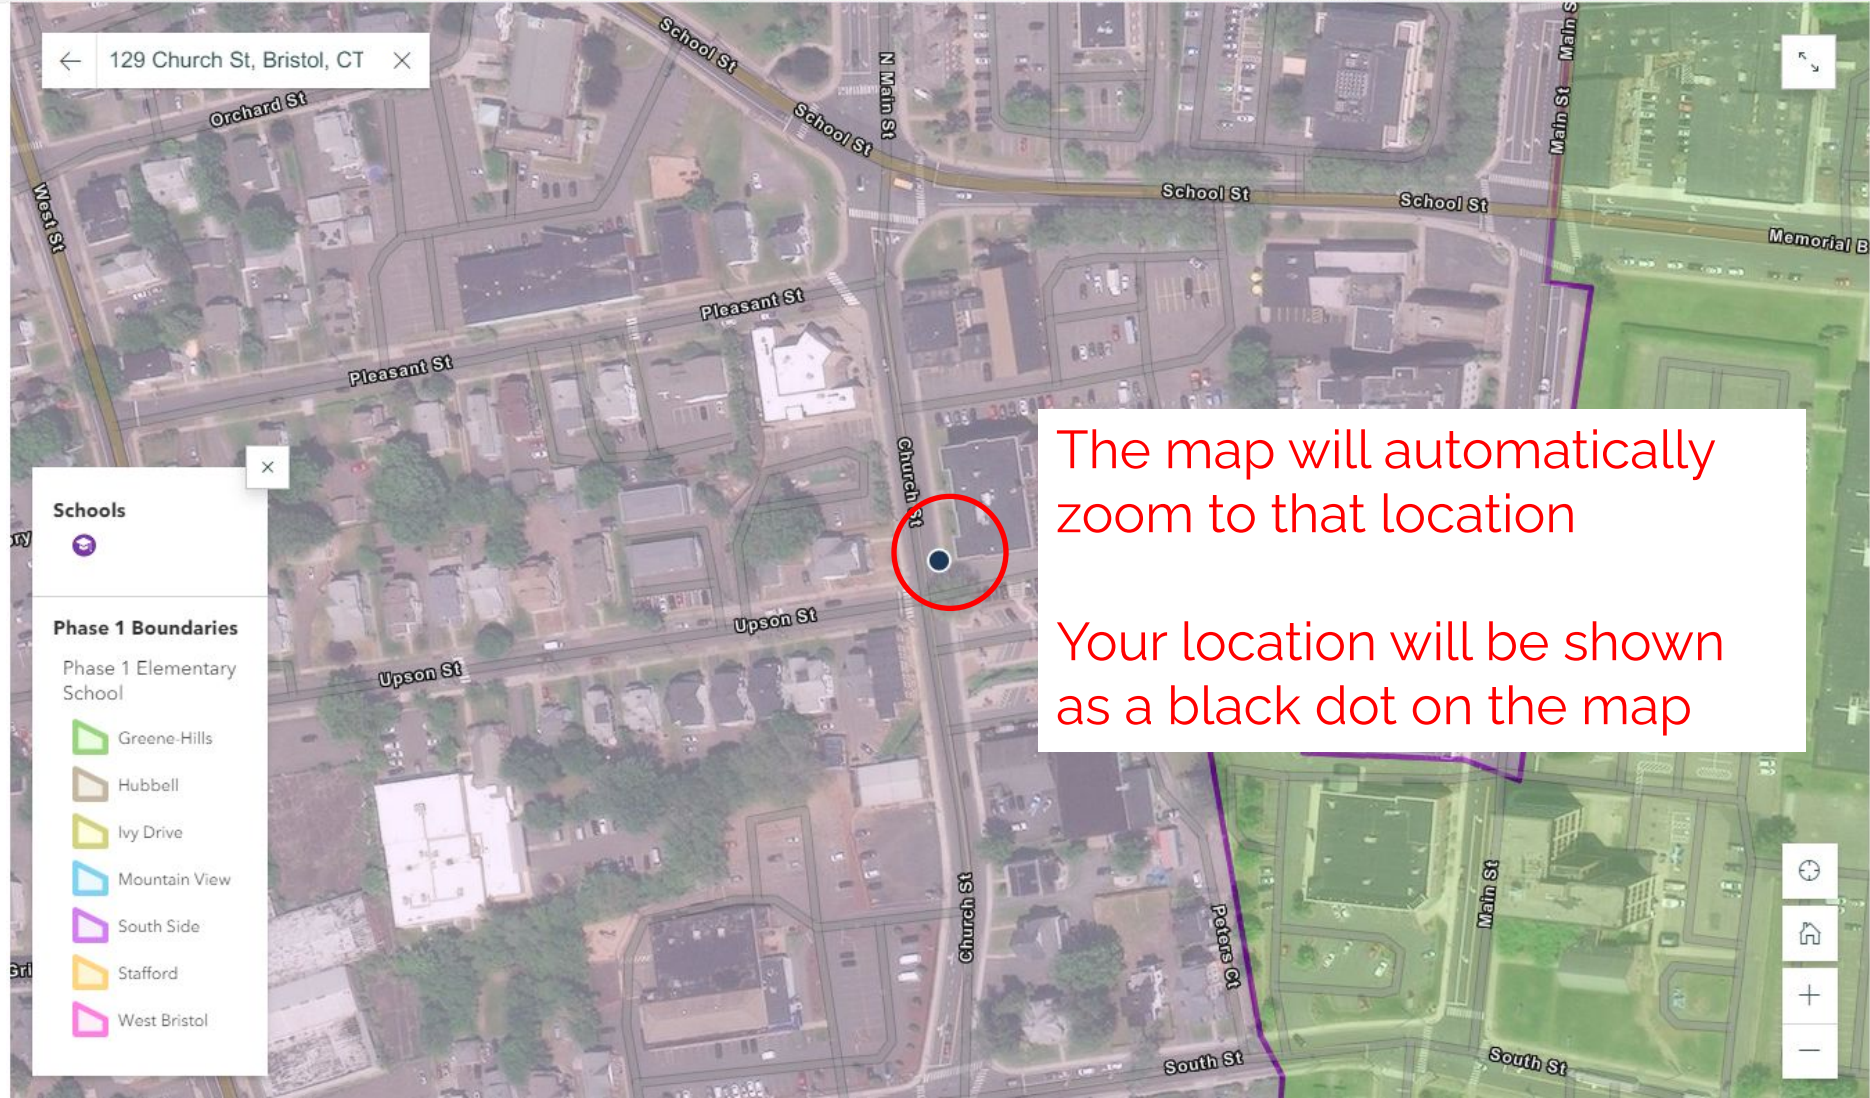 129 Church St, Bristol, CT
School St
Main St
Main S
N Main St
Orchard St
School St
Main St
West St
School St
School St
Memorial B
Pleasant St
Pleasant St
Church St
The map will automatically
zoom to that location
Your location will be shown
as a black dot on the map
Schools
ry
Phase 1 Boundaries
Phase 1 Elementary
School
Greene-Hills
Hubbell
Ivy Drive
Mountain View
South Side
Stafford
West Bristol
Upson St
Upson St
Church St
Main St
Peters Ct
Gri
South St
South St